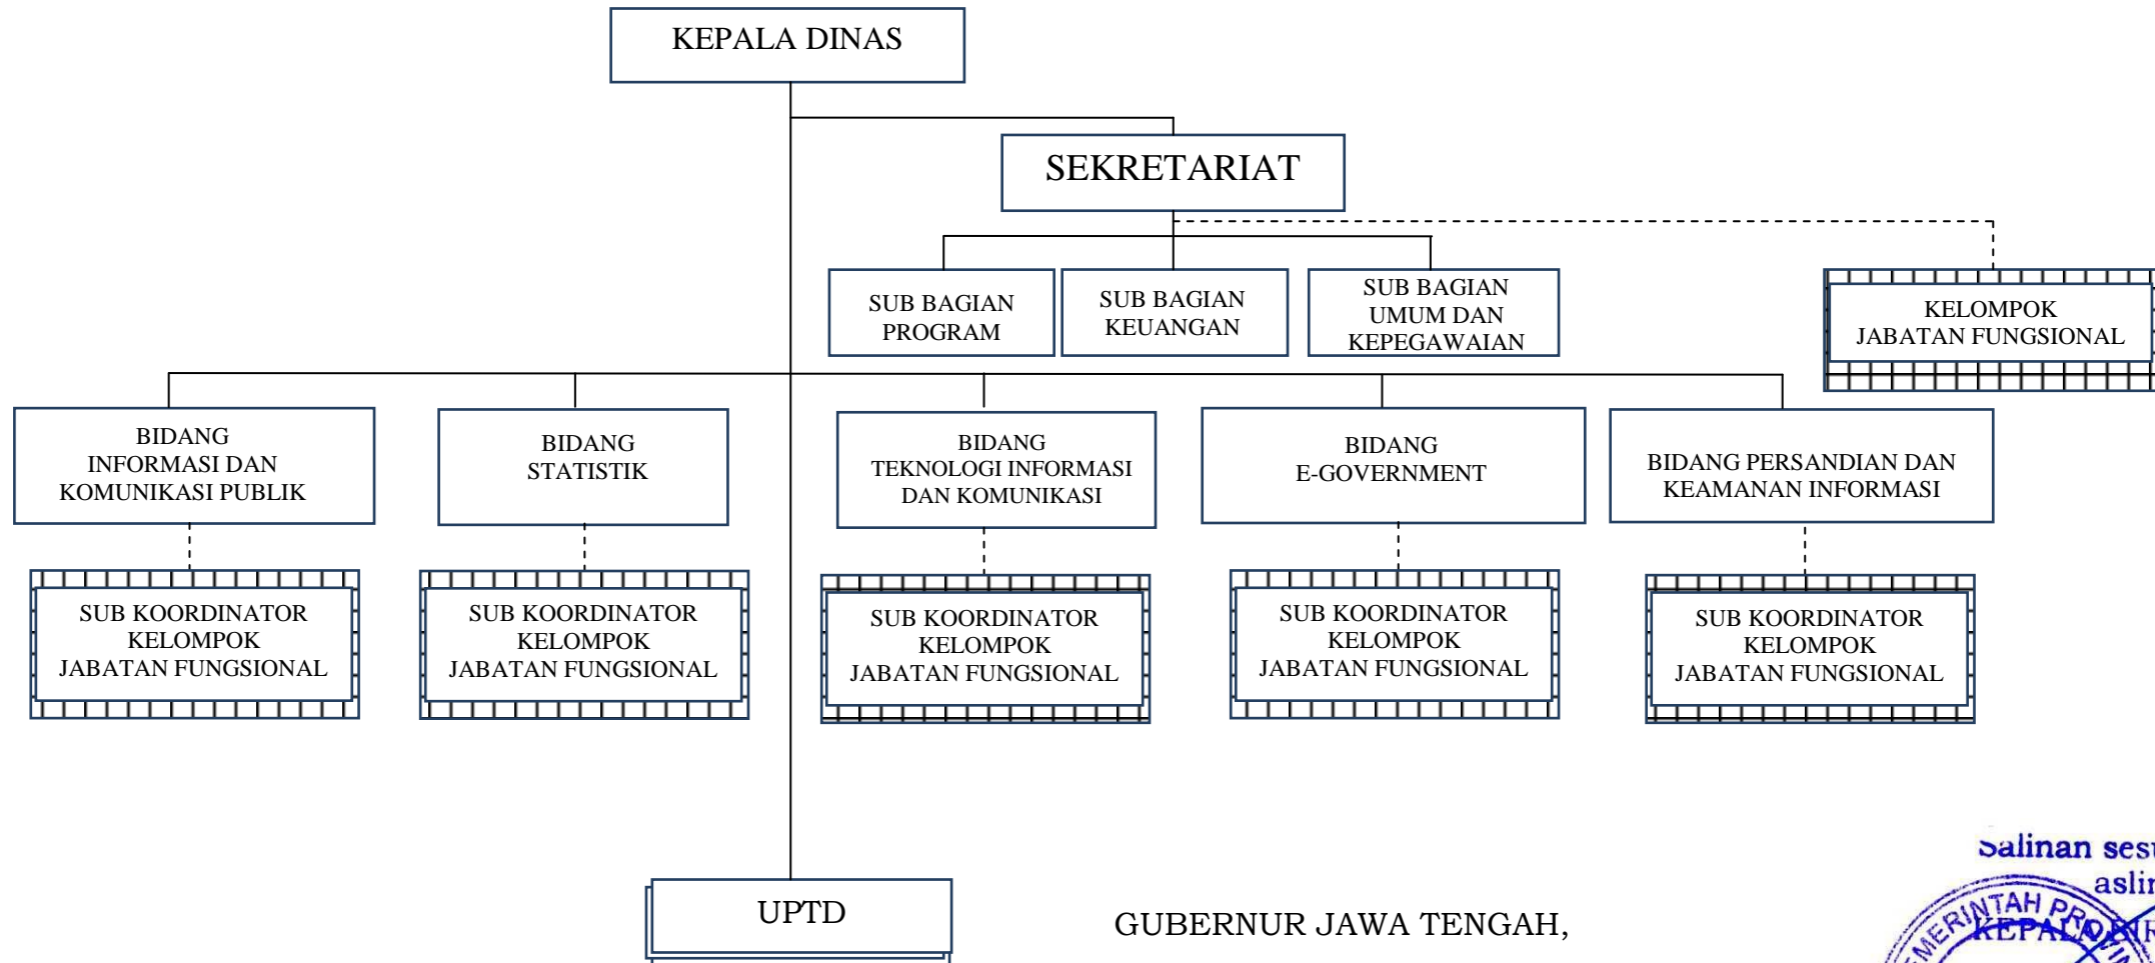 KEPALA DINAS
SEKRETARIAT
SUB BAGIAN
PROGRAM
SUB BAGIAN
KEUANGAN
SUB BAGIAN
UMUM DAN
KEPEGAWAIAN
KELOMPOK
JABATAN FUNGSIONAL
BIDANG
INFORMASI DAN
KOMUNIKASI PUBLIK
BIDANG
STATISTIK
BIDANG
TEKNOLOGI INFORMASI
DAN KOMUNIKASI
BIDANG
E-GOVERNMENT
BIDANG PERSANDIAN DAN
KEAMANAN INFORMASI
SUB KOORDINATOR
KELOMPOK
JABATAN FUNGSIONAL
SUB KOORDINATOR
KELOMPOK
JABATAN FUNGSIONAL
SUB KOORDINATOR
KELOMPOK
JABATAN FUNGSIONAL
SUB KOORDINATOR
KELOMPOK
JABATAN FUNGSIONAL
SUB KOORDINATOR
KELOMPOK
JABATAN FUNGSIONAL
UPTD
GUBERNUR JAWA TENGAH,
Salinan
KEPALA